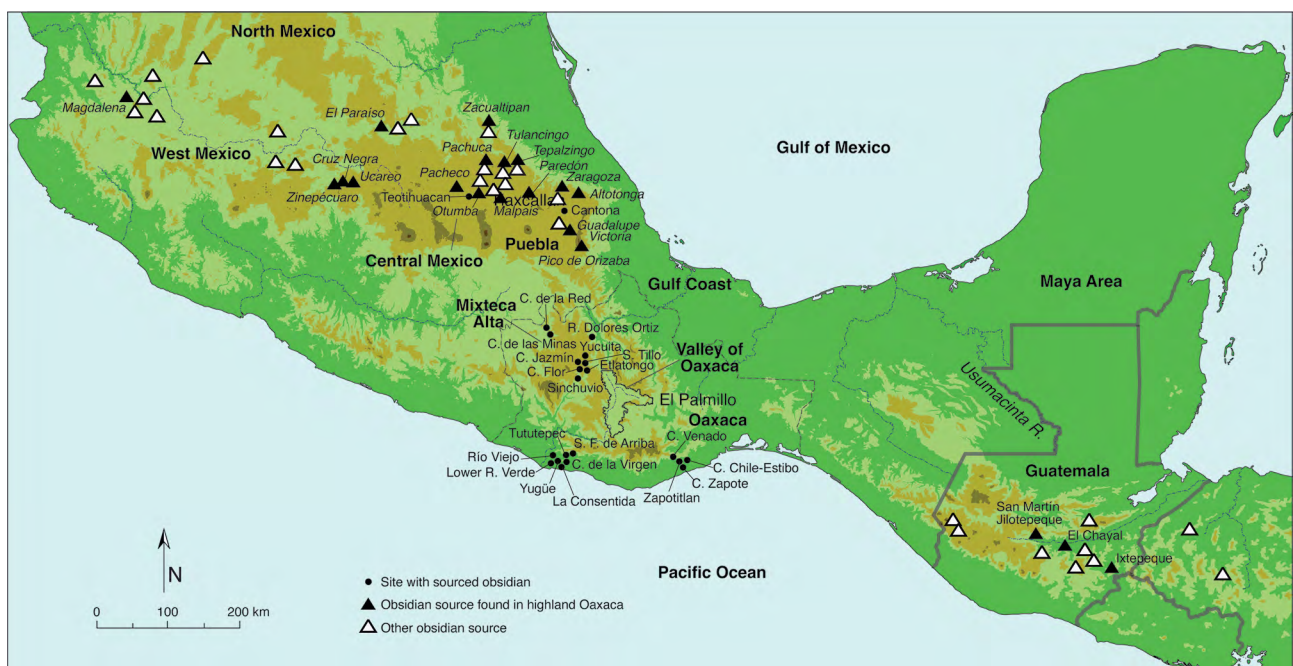 North Mexico
Zacualtipan
El Paraíso
Magdalena
Tulancingo
Pachuca
Tepalzingo
West Mexico
Cruz Negra
Paredón
Pacheco
Zaragoza
Ucareo
Zinepécuaro
Teotihuacan
Altotonga
Otumba
Malpais
Cantona
Guadalupe
Victoria
Puebla
Central Mexico
Pico de Orizaba
Gulf of Mexico
Maya Area
Gulf Coast
C. de la Red
Mixteca
Alta
R. Dolores Ortiz
C. de las Minas
Yucuita
Valley of
Oaxaca
C. Jazmín
S. Tillo
C. Flor
Etlatongo
Sinchuvio
El Palmillo
Usumacinta R.
Oaxaca
Tututepec
S. F. de Arriba
C. Venado
Río Viejo
C. de la Virgen
Lower R. Verde
C. Chile-Estibo
Yugüe
C. Zapote
La Consentida
Zapotitlan
Guatemala
San Martín
Jilotepeque
El Chayal
Ixtepeque
Pacific Ocean
N
0 100 200 km
Site with sourced obsidian
Obsidian source found in highland Oaxaca
Other obsidian source